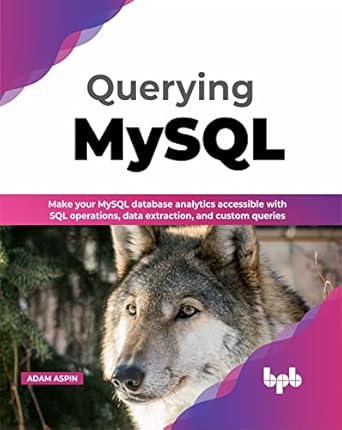 Querying
MySQL
Make your MySQL database analytics accessible with
SQL operations, data extraction, and custom queries
ADAM ASPIN
bpb